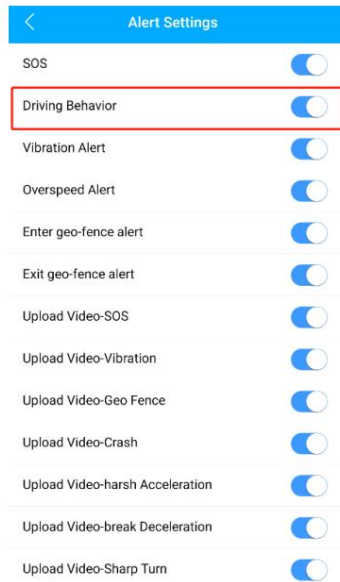 Alert Settings
SOS
Driving Behavior
Vibration Alert
Overspeed Alert
Enter geo-fence alert
Exit geo-fence alert
Upload Video-SOS
Upload Video-Vibration
Upload Video-Geo Fence
Upload Video-Crash
Upload Video-harsh Acceleration
Upload Video-break Deceleration
Upload Video-Sharp Turn